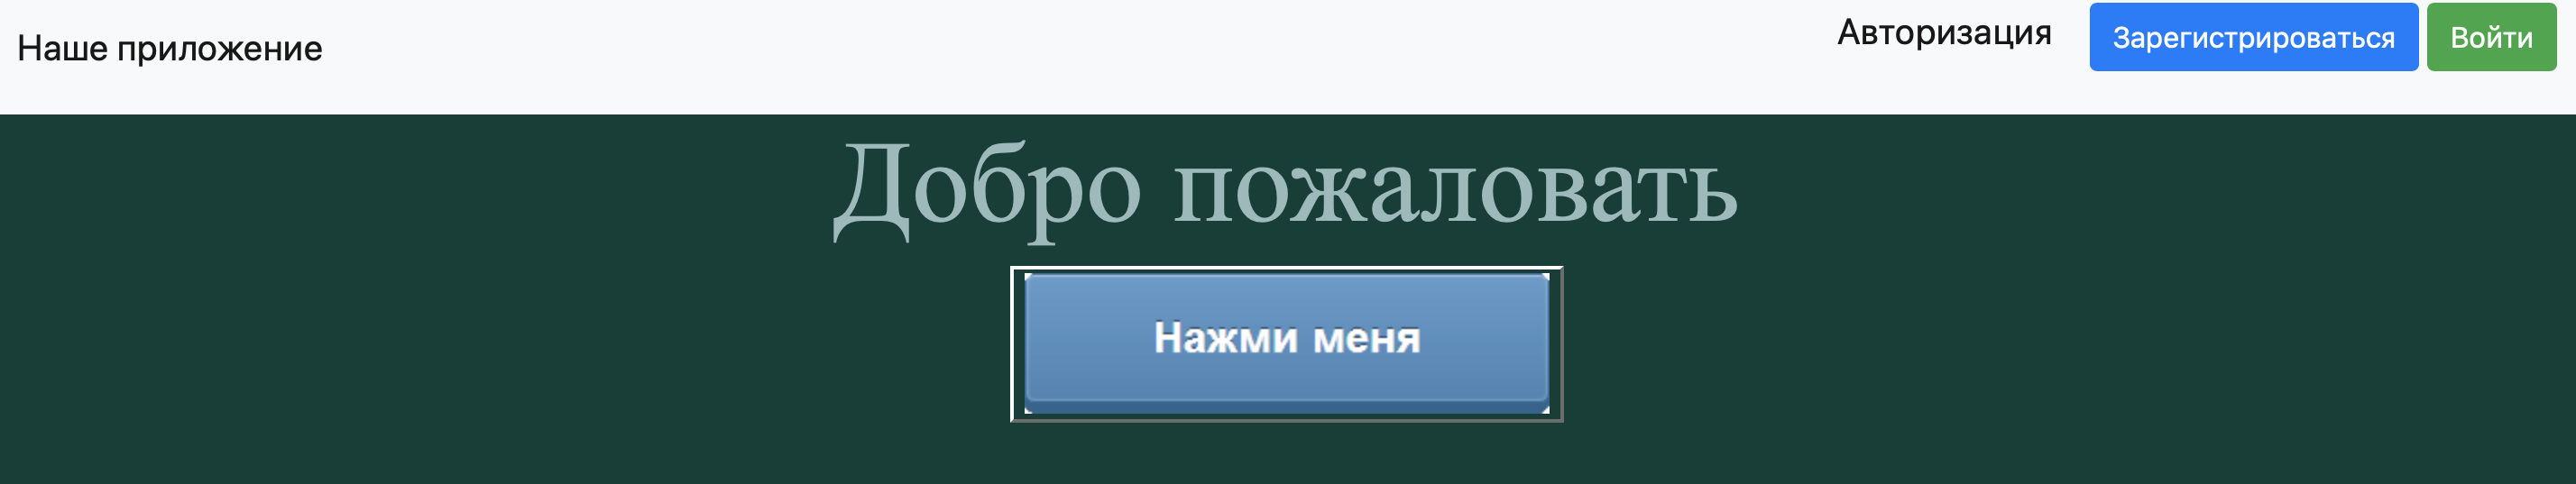 Наше приложение
Авторизация
Зарегистрироваться
Войти
Добро пожаловать
Нажми меня